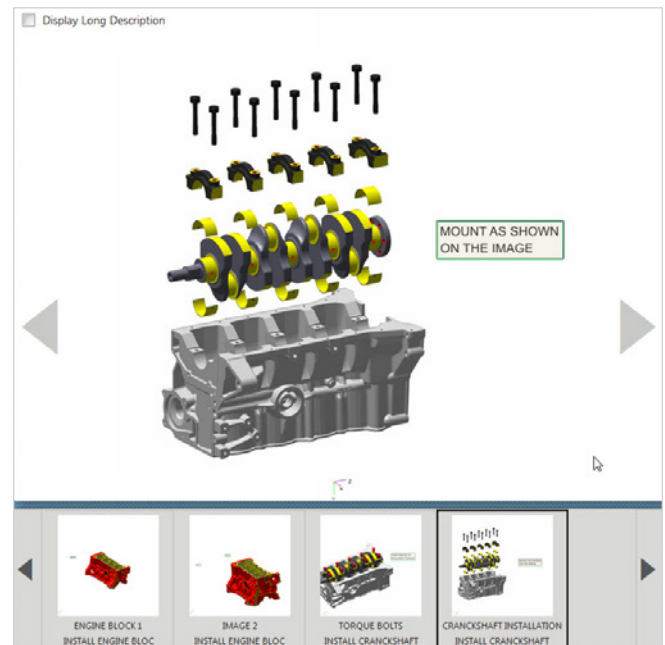 Display Long Description
MOUNT AS SHOWN
ON THE IMAGE
ENGINE BLOCK 1
INSTALL ENGINE BLOC
IMAGE 2
INSTALL ENGINE BLOC
TORQUE BOLTS
INSTALL CRANCKSHAFT
CRANCKSHAFT INSTALLATION
INSTALL CRANCKSHAFT